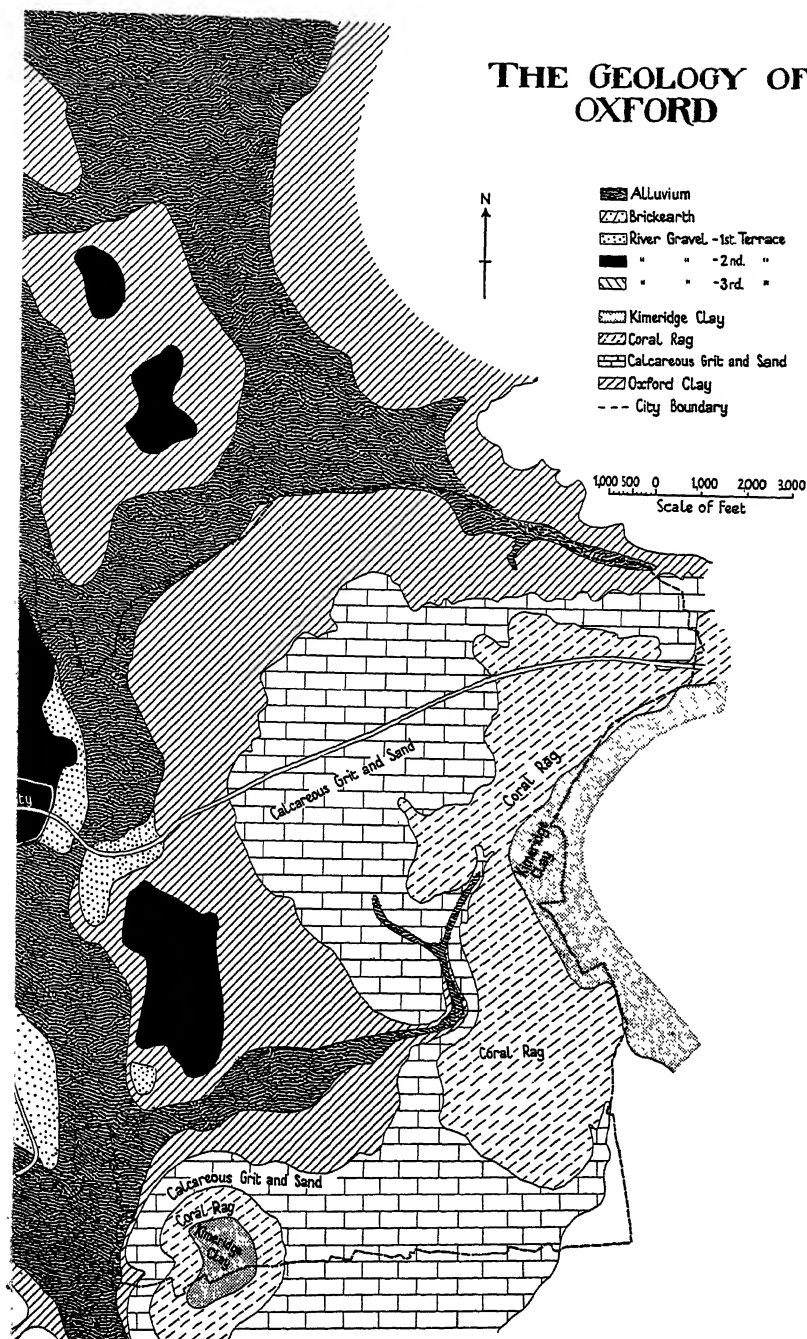 THE GEOLOGY OF
OXFORD
N
Alluvium
Brickearth
River Gravel - 1st. Terrace
" " - 2nd. "
" " - 3rd. "
Kimeridge Clay
Coral Rag
Calcareous Grit and Sand
Oxford Clay
City Boundary
1,000 500 0 1,000 2,000 3,000
Scale of Feet
Calcareous Grit and Sand
Coral Rag
Kimeridge
Clay
ty
Coral Rag
Calcareous Grit and Sand
Coral Rag
Kimeridge
Clay